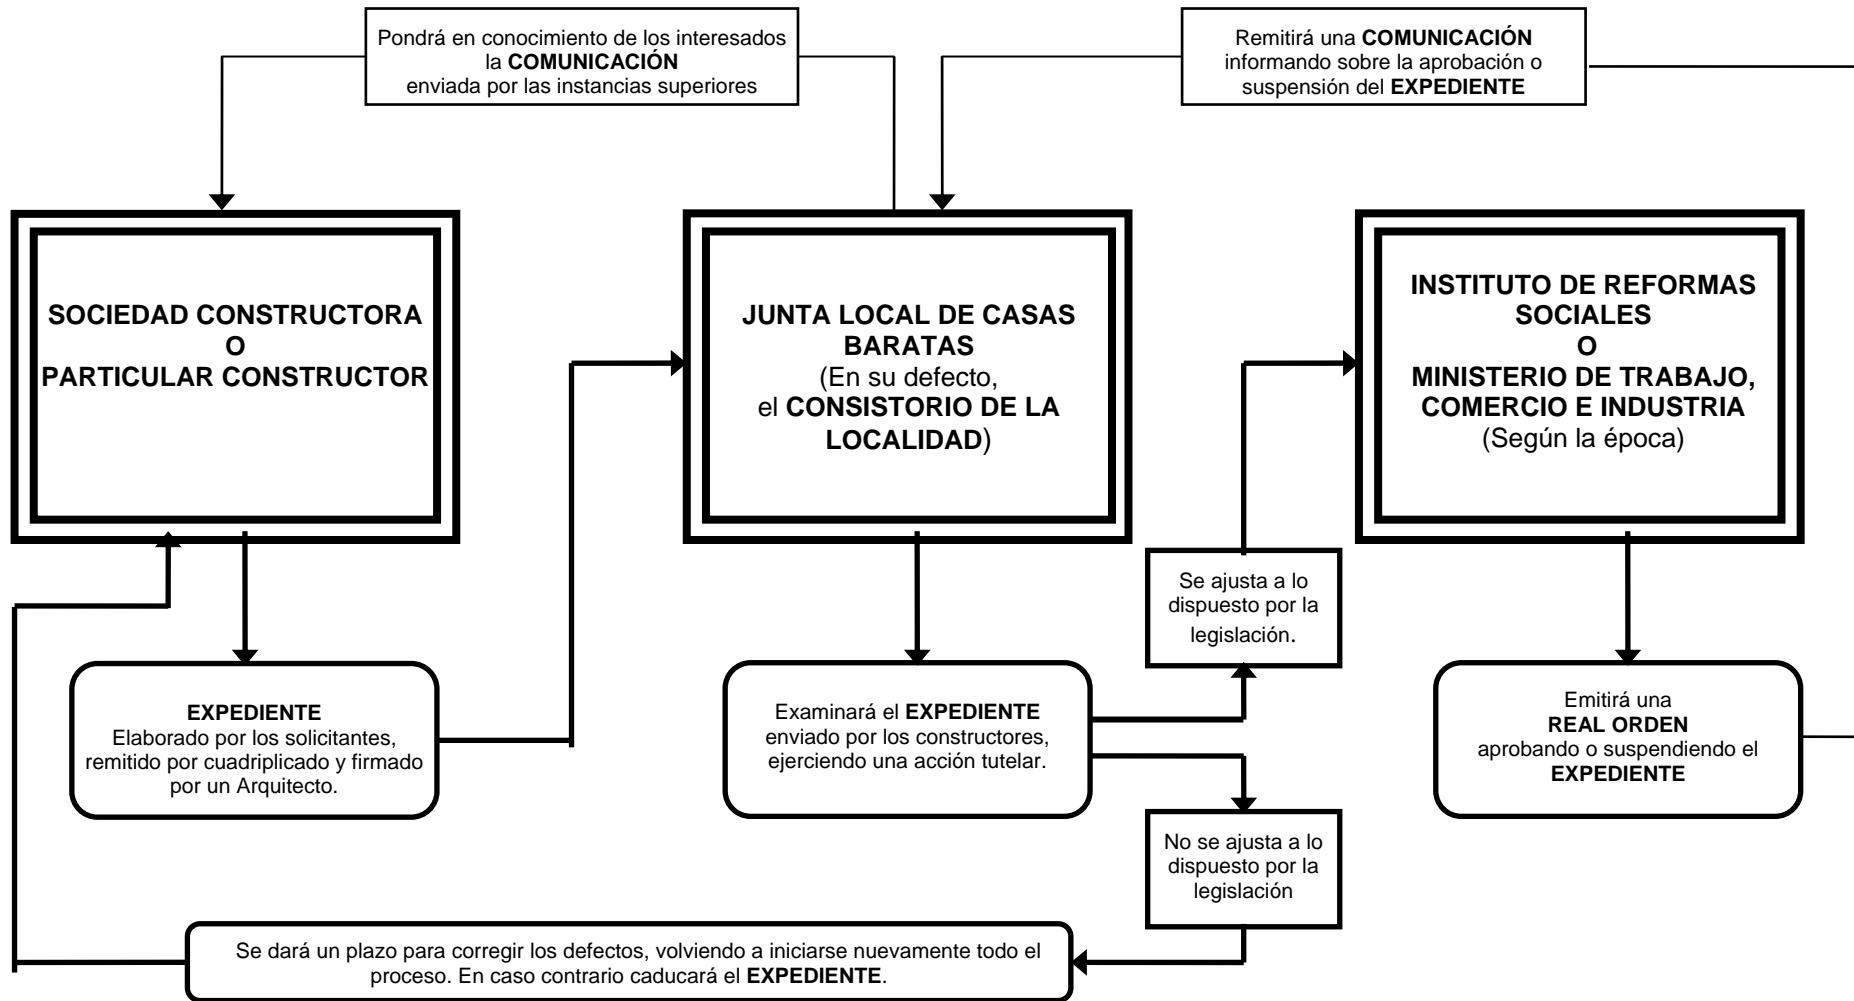 Pondrá en conocimiento de los interesados
la COMUNICACIÓN
enviada por las instancias superiores
Remitirá una COMUNICACIÓN
informando sobre la aprobación o
suspensión del EXPEDIENTE
SOCIEDAD CONSTRUCTORA
O
PARTICULAR CONSTRUCTOR
JUNTA LOCAL DE CASAS
BARATAS
(En su defecto,
el CONSISTORIO DE LA
LOCALIDAD)
INSTITUTO DE REFORMAS
SOCIALES
O
MINISTERIO DE TRABAJO,
COMERCIO E INDUSTRIA
(Según la época)
Se ajusta a lo
dispuesto por la
legislación.
EXPEDIENTE
Elaborado por los solicitantes,
remitido por cuadriplicado y firmado
por un Arquitecto.
Examinará el EXPEDIENTE
enviado por los constructores,
ejerciendo una acción tutelar.
Emitirá una
REAL ORDEN
aprobando o suspendiendo el
EXPEDIENTE
No se ajusta a lo
dispuesto por la
legislación
Se dará un plazo para corregir los defectos, volviendo a iniciarse nuevamente todo el
proceso. En caso contrario caducará el EXPEDIENTE.